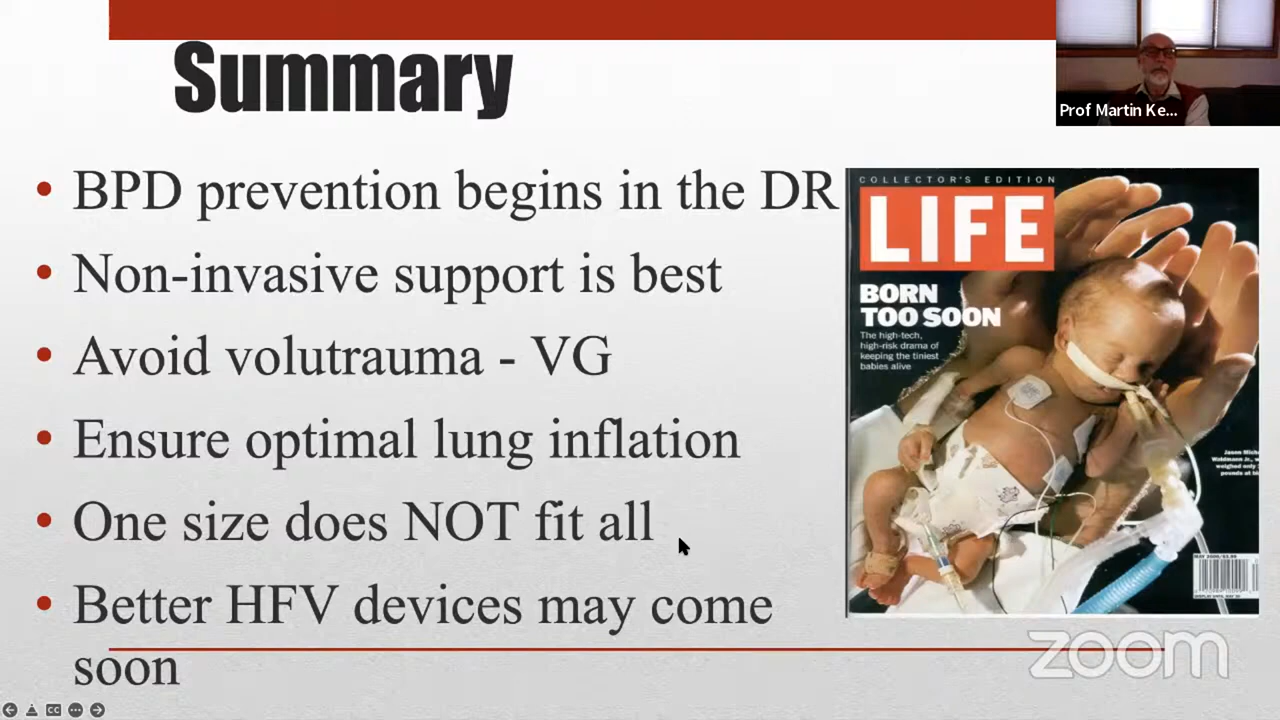 Summary
Prof Martin Ke...
• BPD prevention begins in the DR
• Non-invasive support is best
• Avoid volutrauma - VG
• Ensure optimal lung inflation
• One size does NOT fit all
• Better HFV devices may come
soon
COLLECTOR'S EDITION
LIFE
BORN
TOO SOON
The high-tech,
high-risk drama of
keeping the tiniest
babies alive
zoom
CC